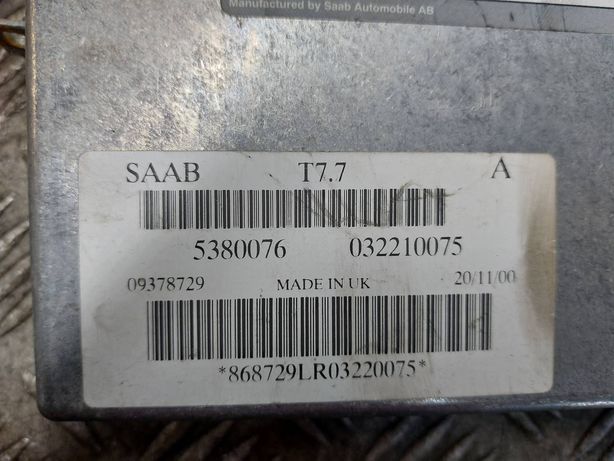 Manufactured by Saab Automobile AB
SAAB T7.7 A
5380076 032210075
09378729 MADE IN UK 20/11/00
*868729LR03220075*